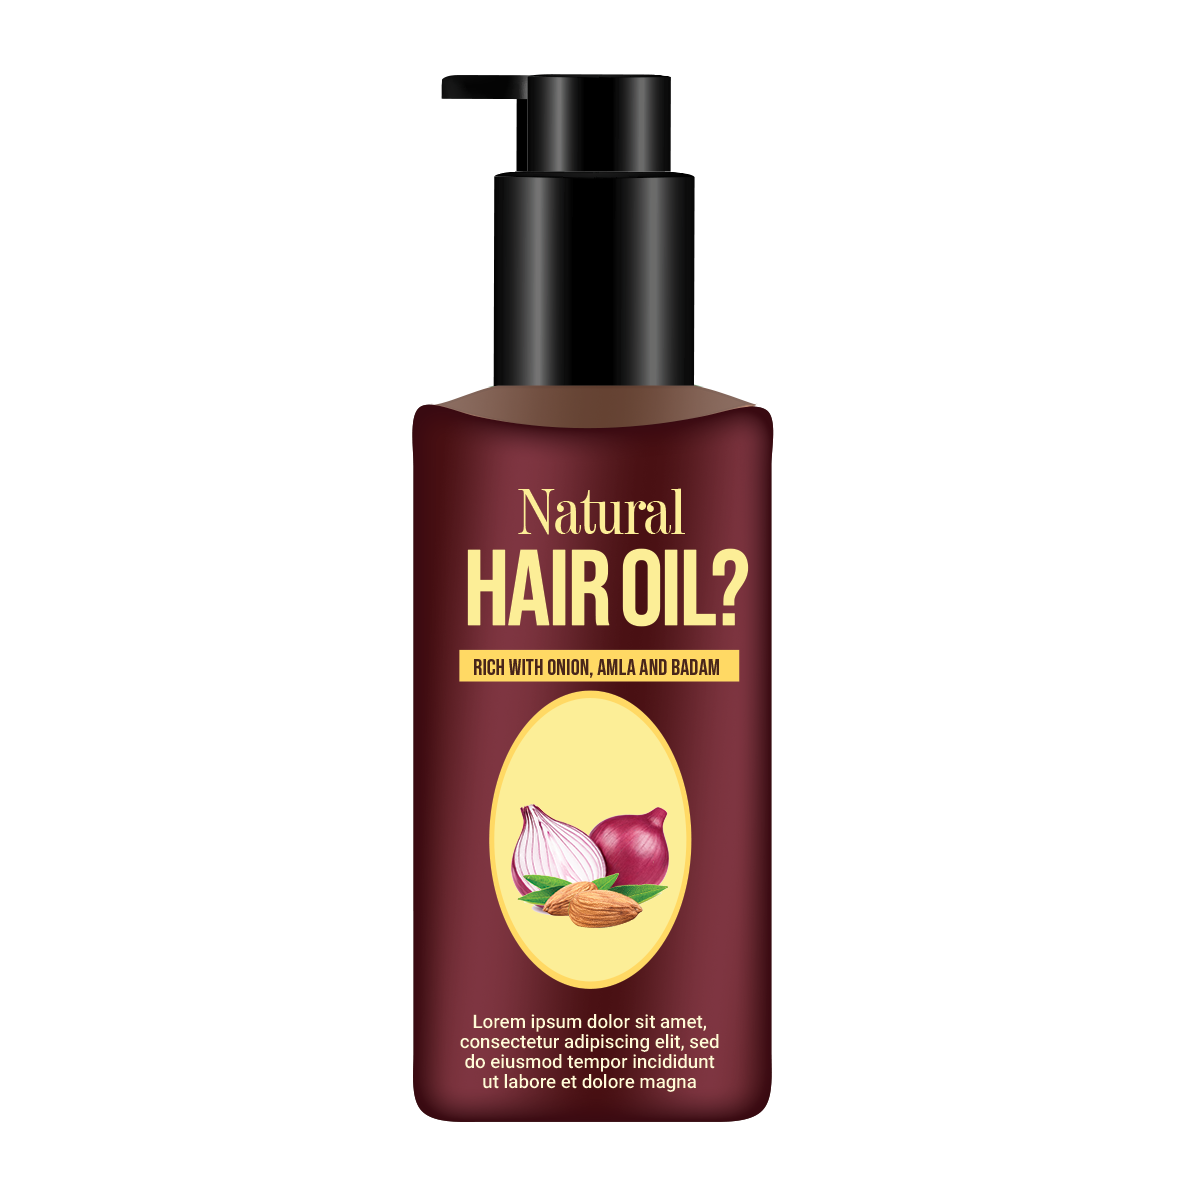 Natural
HAIR OIL?
RICH WITH ONION, AMLA AND BADAM
Lorem ipsum dolor sit amet,
consectetur adipiscing elit, sed
do eiusmod tempor incididunt
ut labore et dolore magna